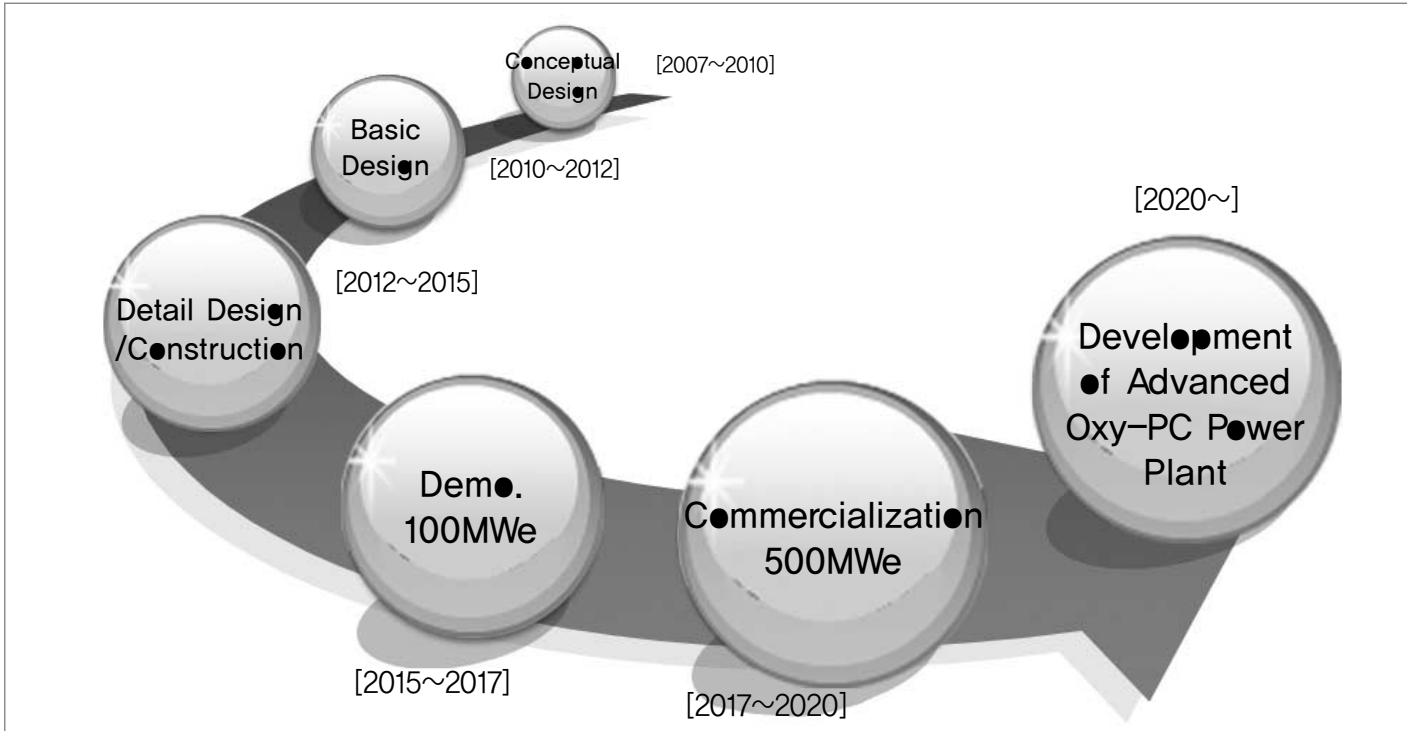 Conceptual
Design
[2007~2010]
Basic
Design
[2010~2012]
Detail Design
/Construction
[2012~2015]
Demo.
100MWe
[2015~2017]
Commercialization
500MWe
[2017~2020]
[2020~]
Development
of Advanced
Oxy-PC Power
Plant